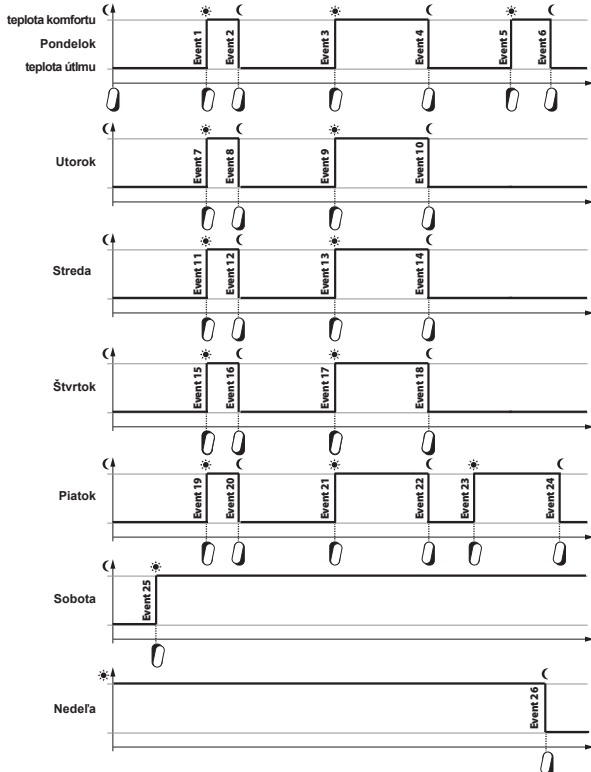 teplota komfortu
Pondelok
teplota útlmu
Event 1
Event 2
Event 3
Event 4
Event 5
Event 6
Utorok
Event 7
Event 8
Event 9
Event 10
Streda
Event 11
Event 12
Event 13
Event 14
Štvrtok
Event 15
Event 16
Event 17
Event 18
Piatok
Event 19
Event 20
Event 21
Event 22
Event 23
Event 24
Sobota
Event 25
Nedeľa
Event 26